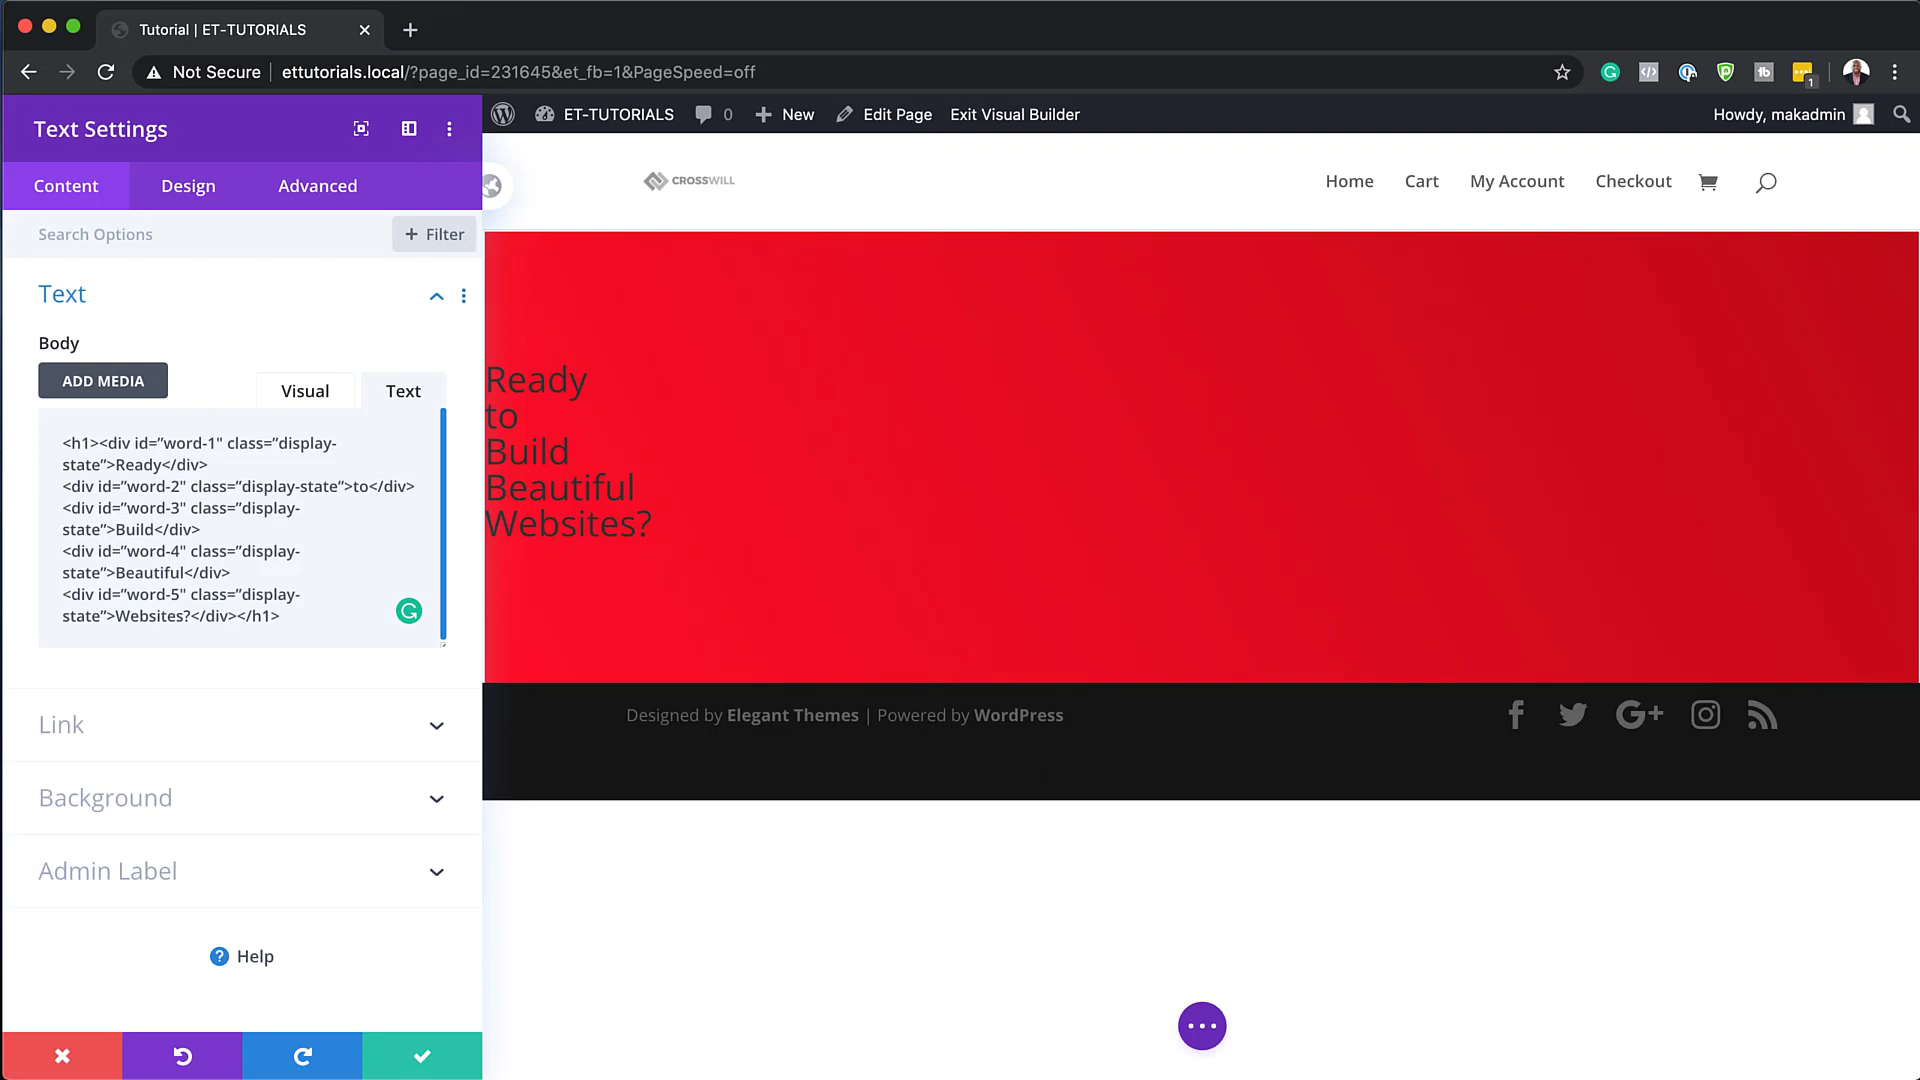 Tutorial | ET-TUTORIALS
Not Secure
ettutorials.local/?page_id=231645&et_fb=1&PageSpeed=off
1
Text Settings
ET-TUTORIALS
0
New
Edit Page
Exit Visual Builder
Howdy, makadmin
Content
Design
Advanced
CROSSWILL
Home
Cart
My Account
Checkout
Search Options
+ Filter
Text
Body
ADD MEDIA
Visual
Text
<h1><div id=”word-1" class=”display-
state”>Ready</div>
<div id=”word-2" class=”display-state”>to</div>
<div id=”word-3" class=”display-
state”>Build</div>
<div id=”word-4" class=”display-
state”>Beautiful</div>
<div id=”word-5" class=”display-
state”>Websites?</div></h1>
Ready
to
Build
Beautiful
Websites?
Link
Background
Admin Label
Help
Designed by Elegant Themes | Powered by WordPress